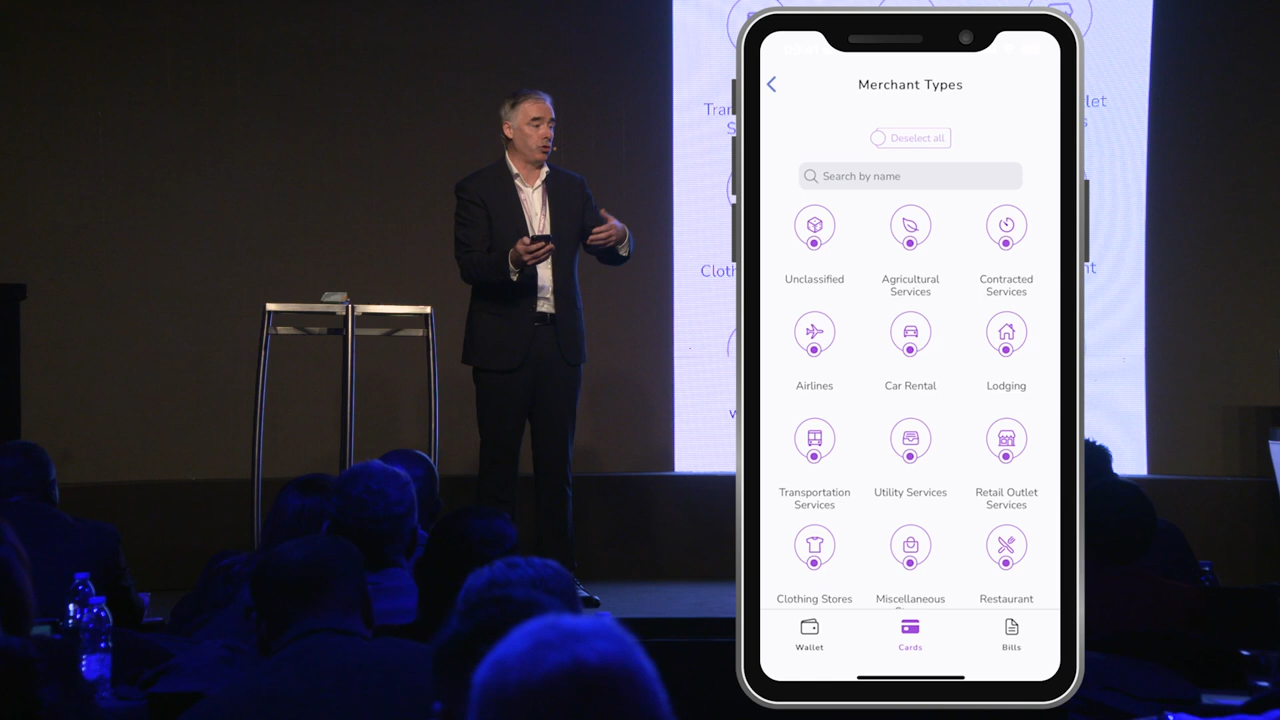 Merchant Types
Deselect all
Search by name
Unclassified
Agricultural
Services
Contracted
Services
Airlines
Car Rental
Lodging
Transportation
Services
Utility Services
Retail Outlet
Services
Clothing Stores
Miscellaneous
Restaurant
Wallet
Cards
Bills